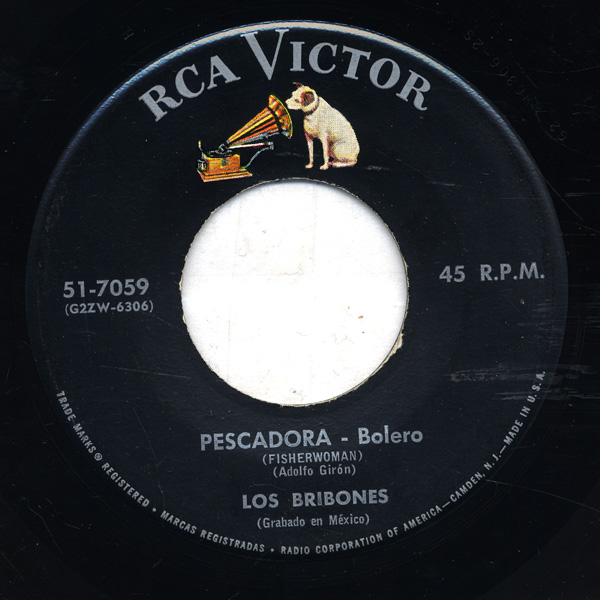 RCA VICTOR
51-7059
(G2ZW-6306)
45 R.P.M.
PESCADORA - Bolero
(FISHERWOMAN)
(Adolfo Girón)
LOS BRIBONES
(Grabado en México)
TRADE MARKS ® REGISTERED • MARCAS REGISTRADAS • RADIO CORPORATION OF AMERICA—CAMDEN, N.J.—MADE IN U.S.A.